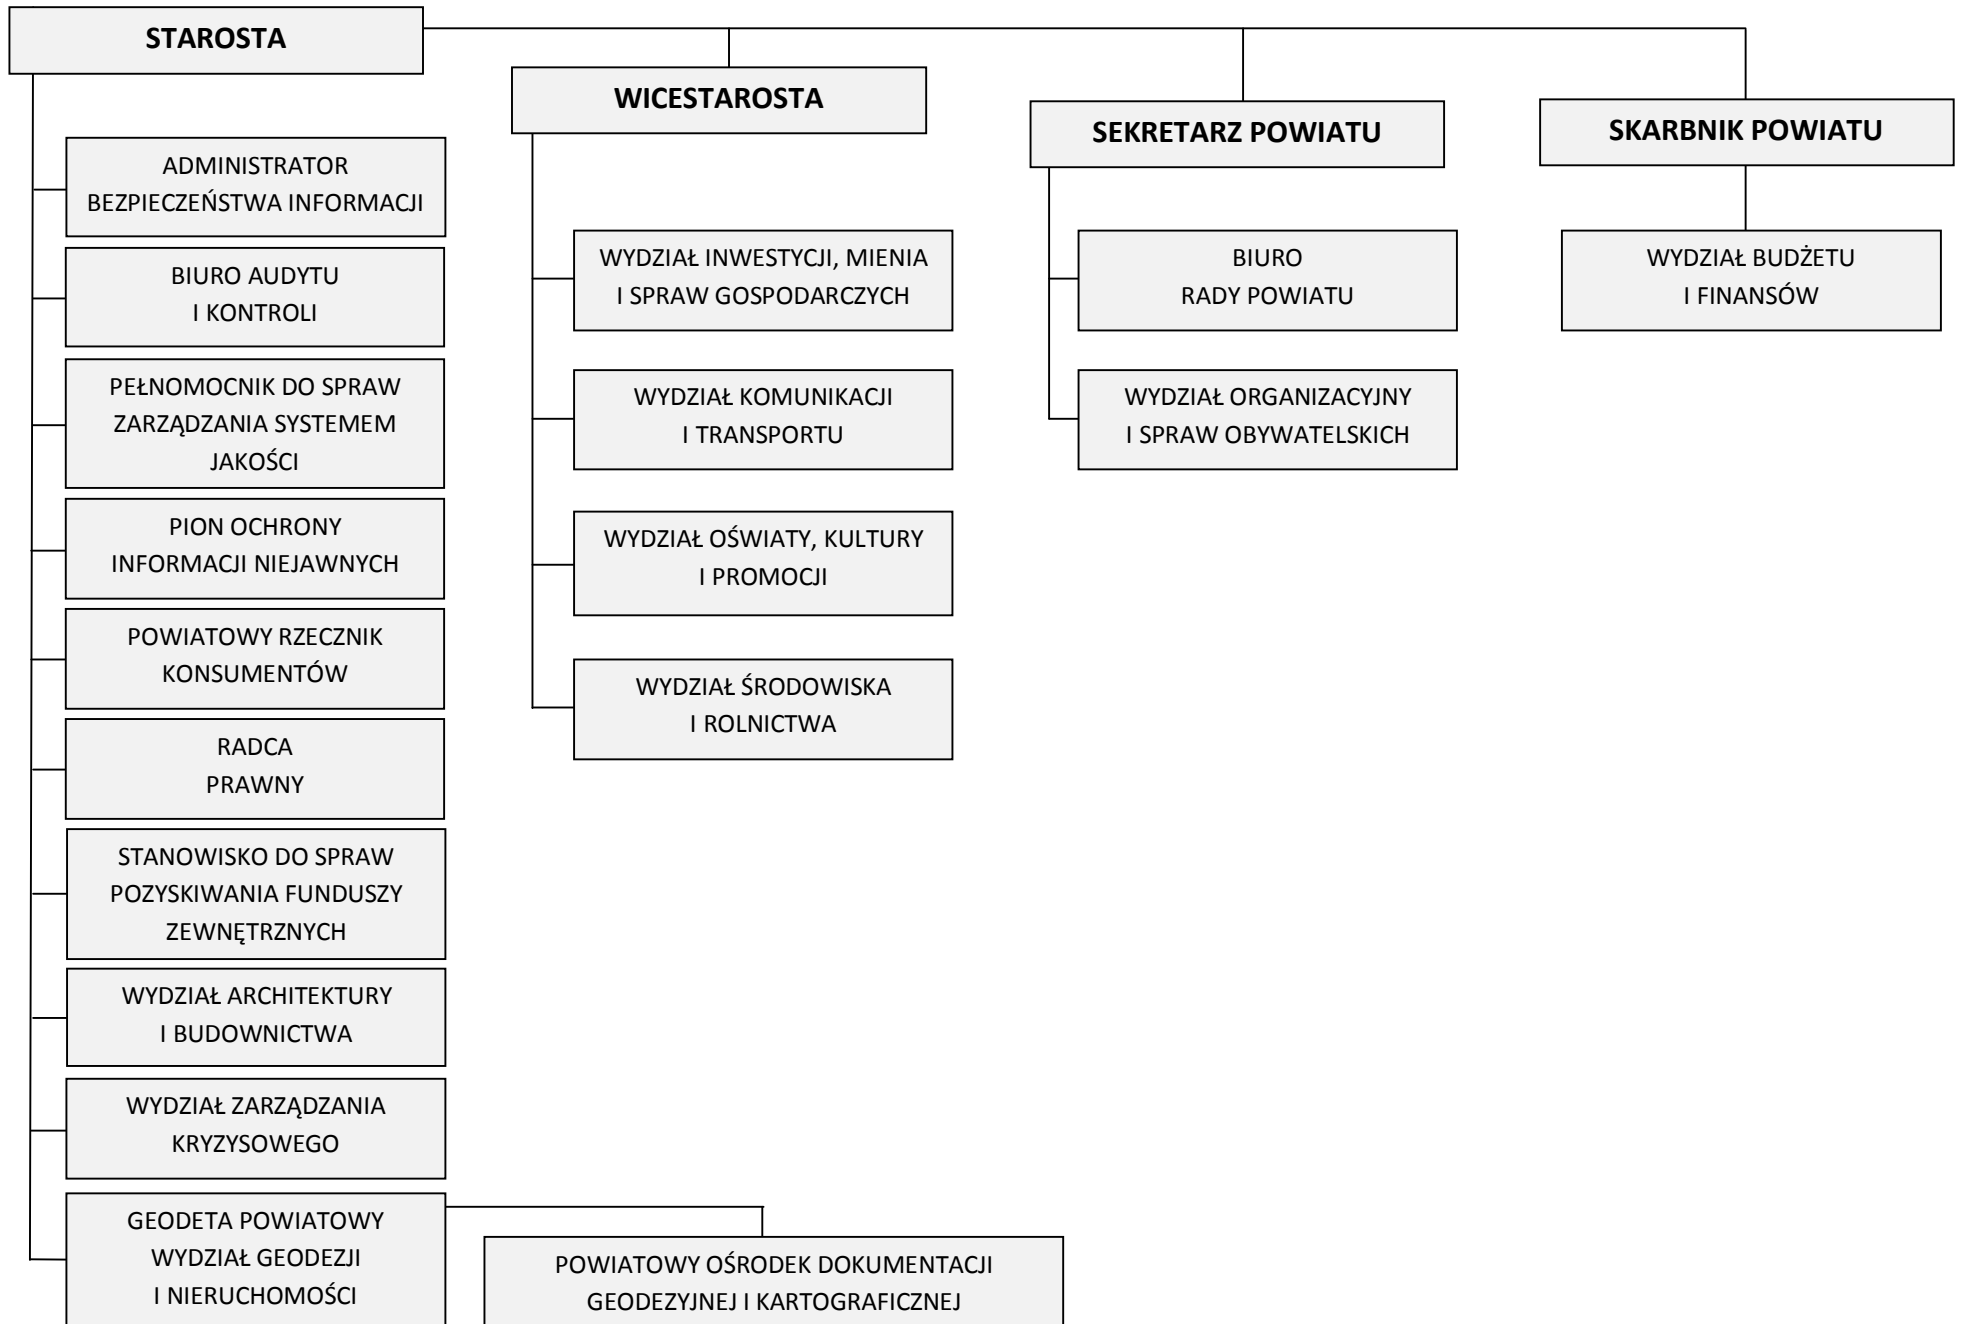 STAROSTA
WICESTAROSTA
SEKRETARZ POWIATU
SKARBNIK POWIATU
ADMINISTRATOR
BEZPIECZEŃSTWA INFORMACJI
BIURO AUDYTU
I KONTROLI
PEŁNOMOCNIK DO SPRAW
ZARZĄDZANIA SYSTEMEM
JAKOŚCI
PION OCHRONY
INFORMACJI NIEJAWNYCH
POWIATOWY RZECZNIK
KONSUMENTÓW
RADCA
PRAWNY
STANOWISKO DO SPRAW
POZYSKIWANIA FUNDUSZY
ZEWNĘTRZNYCH
WYDZIAŁ ARCHITEKTURY
I BUDOWNICTWA
WYDZIAŁ ZARZĄDZANIA
KRYZYSOWEGO
GEODETA POWIATOWY
WYDZIAŁ GEODEZJI
I NIERUCHOMOŚCI
POWIATOWY OŚRODEK DOKUMENTACJI
GEODEZYJNEJ I KARTOGRAFICZNEJ
WYDZIAŁ INWESTYCJI, MIENIA
I SPRAW GOSPODARCZYCH
WYDZIAŁ KOMUNIKACJI
I TRANSPORTU
WYDZIAŁ OŚWIATY, KULTURY
I PROMOCJI
WYDZIAŁ ŚRODOWISKA
I ROLNICTWA
BIURO
RADY POWIATU
WYDZIAŁ ORGANIZACYJNY
I SPRAW OBYWATELSKICH
WYDZIAŁ BUDŻETU
I FINANSÓW